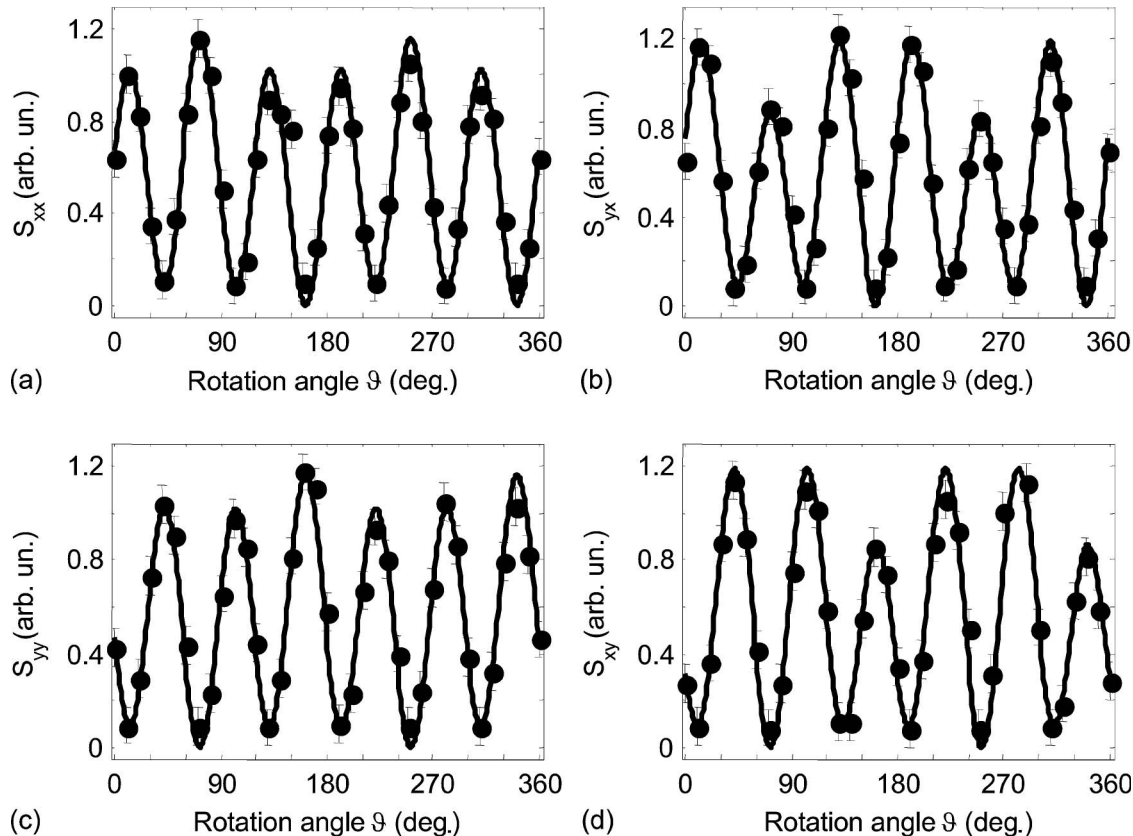 1.2
0.8
0.4
0
S_xx (arb. un.)
0 90 180 270 360
(a) Rotation angle ϑ (deg.)
1.2
0.8
0.4
0
S_yx (arb. un.)
0 90 180 270 360
(b) Rotation angle ϑ (deg.)
1.2
0.8
0.4
0
S_yy (arb. un.)
0 90 180 270 360
(c) Rotation angle ϑ (deg.)
1.2
0.8
0.4
0
S_xy (arb. un.)
0 90 180 270 360
(d) Rotation angle ϑ (deg.)